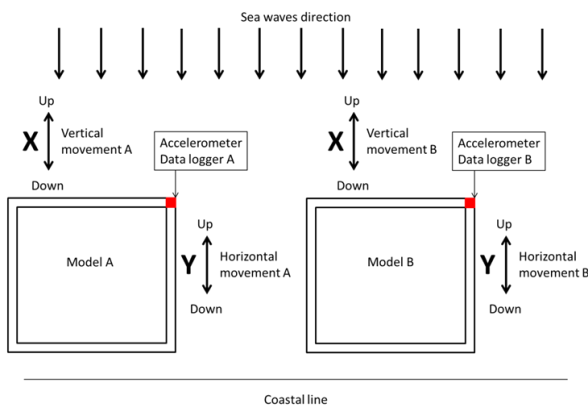 Sea waves direction
Up
X
Vertical
movement A
Down
Accelerometer
Data logger A
Up
X
Vertical
movement B
Down
Accelerometer
Data logger B
Model A
Up
Y
Horizontal
movement A
Down
Model B
Up
Y
Horizontal
movement B
Down
Coastal line